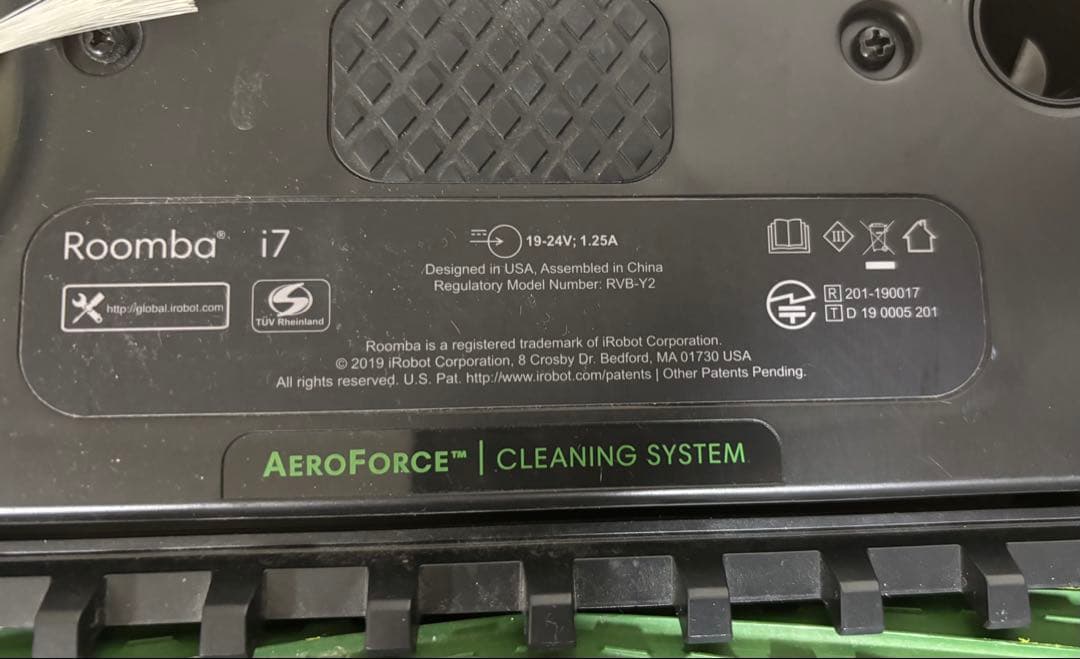 Roomba® i7
19-24V; 1.25A
Designed in USA, Assembled in China
Regulatory Model Number: RVB-Y2
http://global.irobot.com
TÜV Rheinland
III
R 201-190017
T D 19 0005 201
Roomba is a registered trademark of iRobot Corporation.
© 2019 iRobot Corporation, 8 Crosby Dr. Bedford, MA 01730 USA
All rights reserved. U.S. Pat. http://www.irobot.com/patents | Other Patents Pending.
AEROFORCE™ | CLEANING SYSTEM